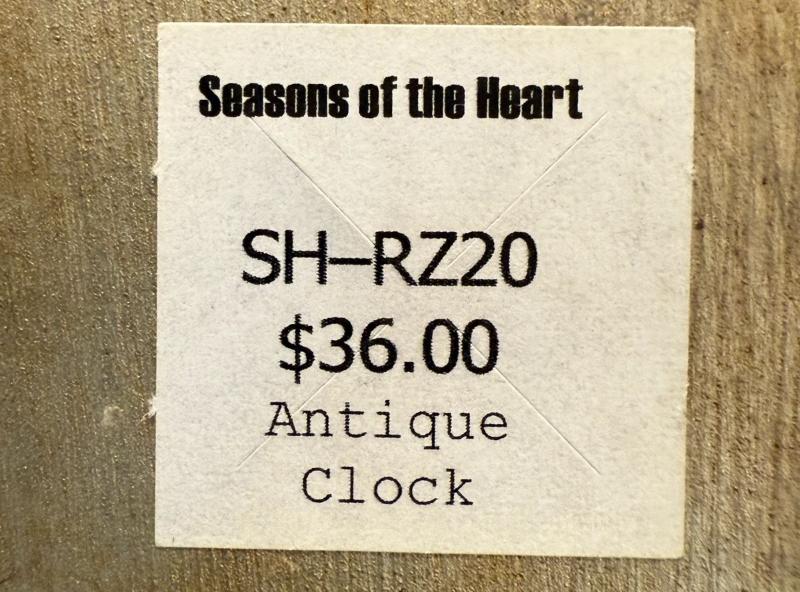 Seasons of the Heart
SH-RZ20
$36.00
Antique
Clock